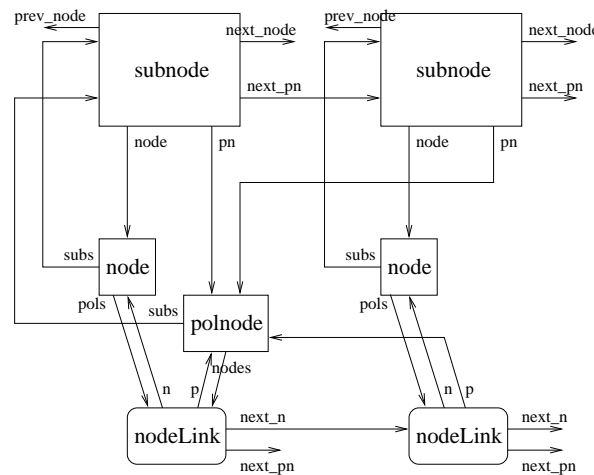 prev_node
prev_node
next_node
next_node
subnode
subnode
next_pn
next_pn
node
pn
node
pn
subs
node
subs
node
pols
subs
polnode
pols
nodes
n
p
n
p
nodeLink
next_n
nodeLink
next_n
next_pn
next_pn